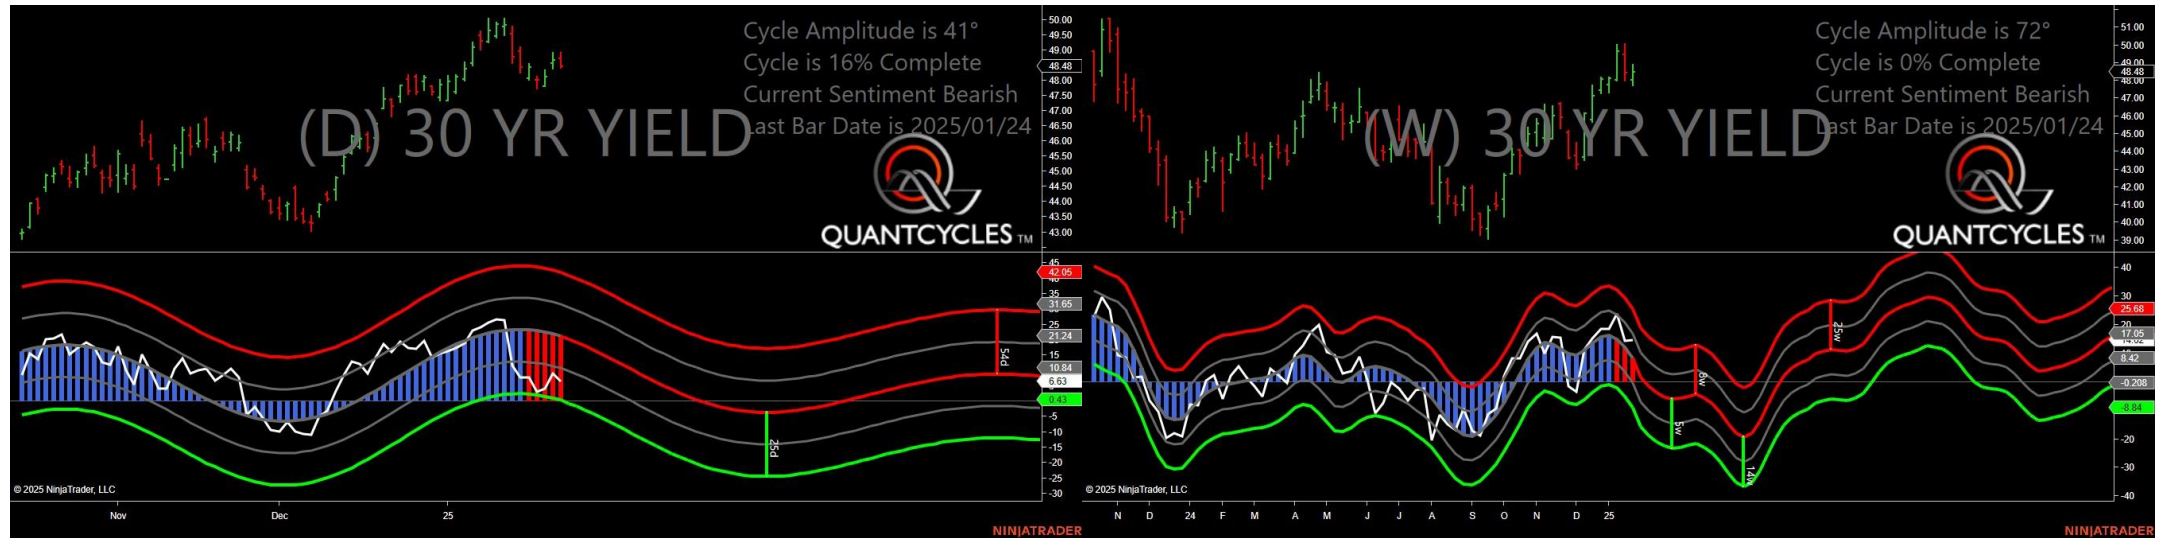 Cycle Amplitude is 41°
Cycle is 16% Complete
Current Sentiment Bearish
Last Bar Date is 2025/01/24
(D) 30 YR YIELD
QUANTCYCLES TM
50.00
49.50
49.00
48.48
48.00
47.50
47.00
46.50
46.00
45.50
45.00
44.50
44.00
43.50
43.00
45
42.05
35
31.65
25
21.24
15
10.84
6.63
0.43
-5
-10
-15
-20
-25
-30
54d
25d
© 2025 NinjaTrader, LLC
Nov Dec 25
NINJATRADER
Cycle Amplitude is 72°
Cycle is 0% Complete
Current Sentiment Bearish
Last Bar Date is 2025/01/24
(W) 30 YR YIELD
QUANTCYCLES TM
51.00
50.00
49.00
48.48
48.00
47.00
46.00
45.00
44.00
43.00
42.00
41.00
40.00
39.00
40
30
25.68
20
17.05
8.42
-0.208
-8.84
-20
-30
-40
25w
5w
14w
© 2025 NinjaTrader, LLC
N D 24 F M A M J J A S O N D 25
NINJATRADER